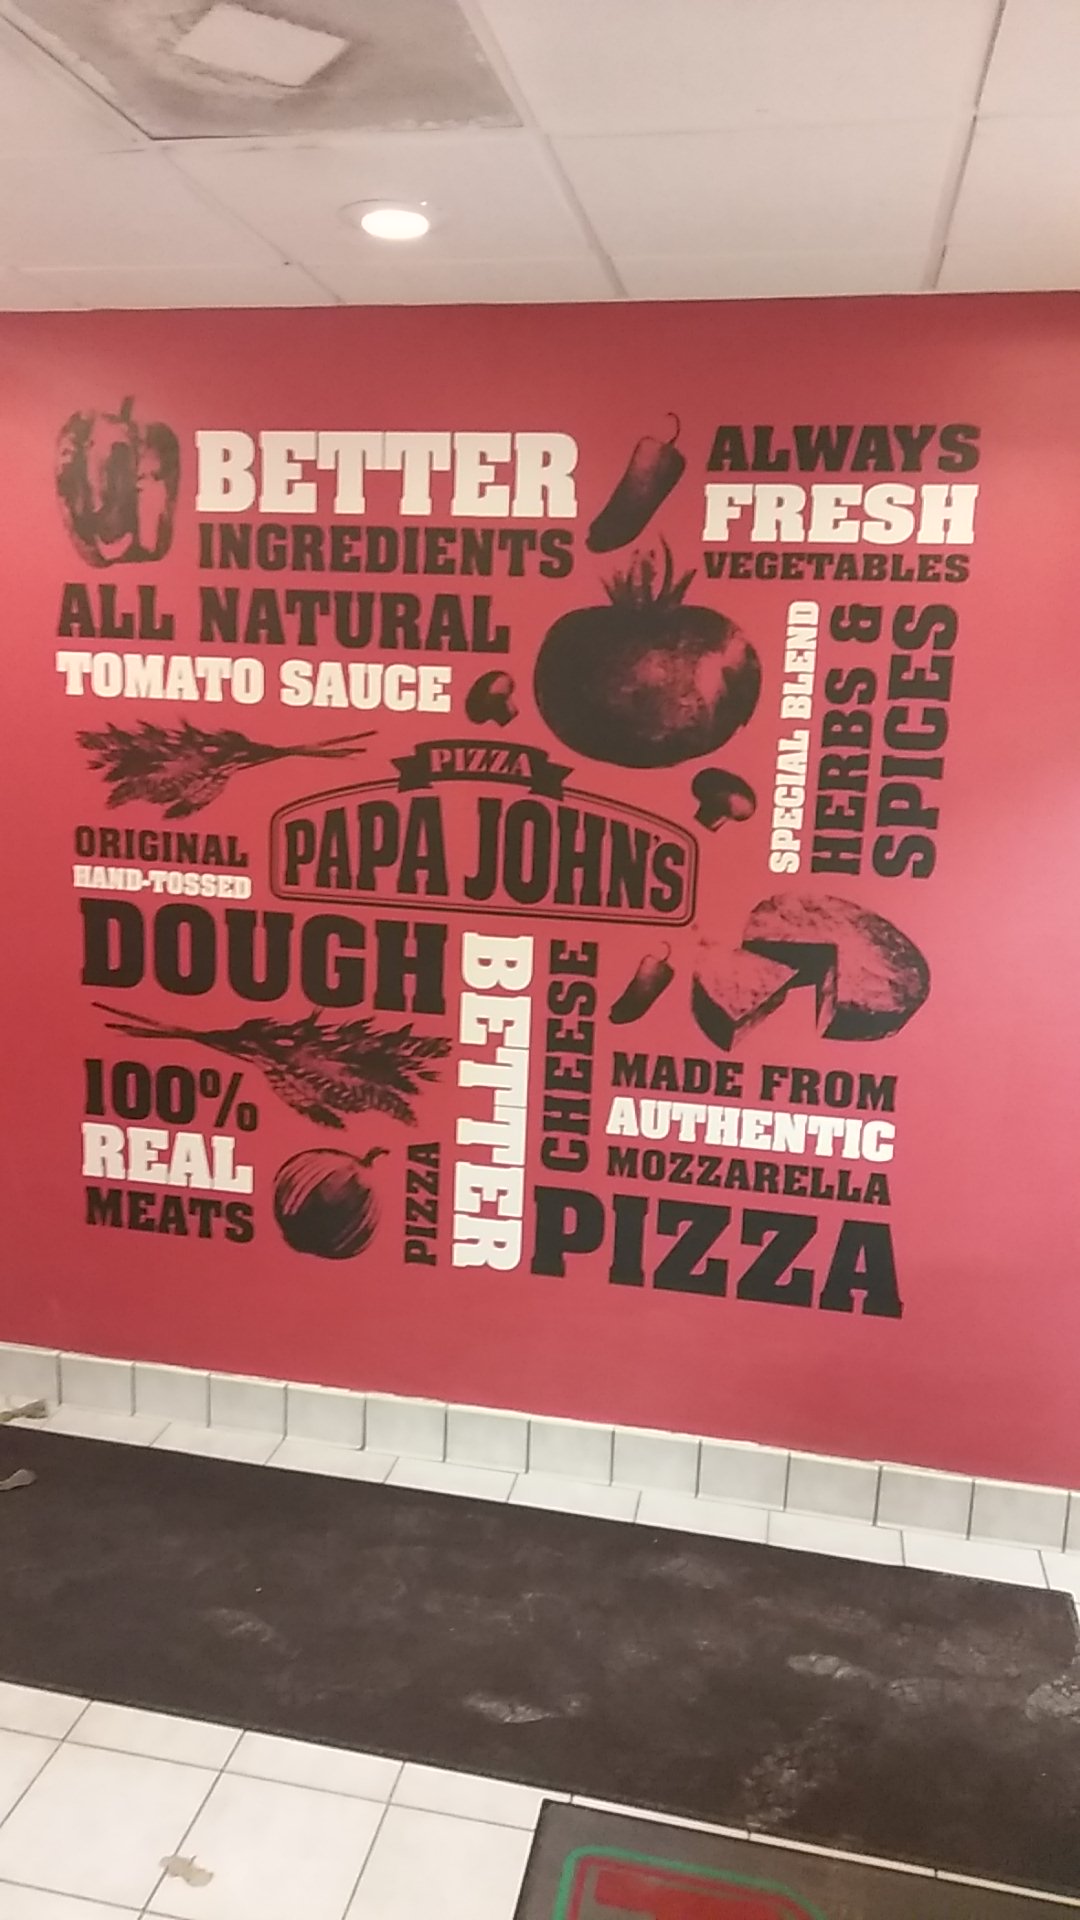 BETTER
INGREDIENTS
ALL NATURAL
TOMATO SAUCE
ALWAYS
FRESH
VEGETABLES
SPECIAL BLEND
HERBS &
SPICES
PIZZA
PAPA JOHN'S
ORIGINAL
HAND-TOSSED
DOUGH
100%
REAL
MEATS
PIZZA
BETTER
CHEESE
MADE FROM
AUTHENTIC
MOZZARELLA
PIZZA